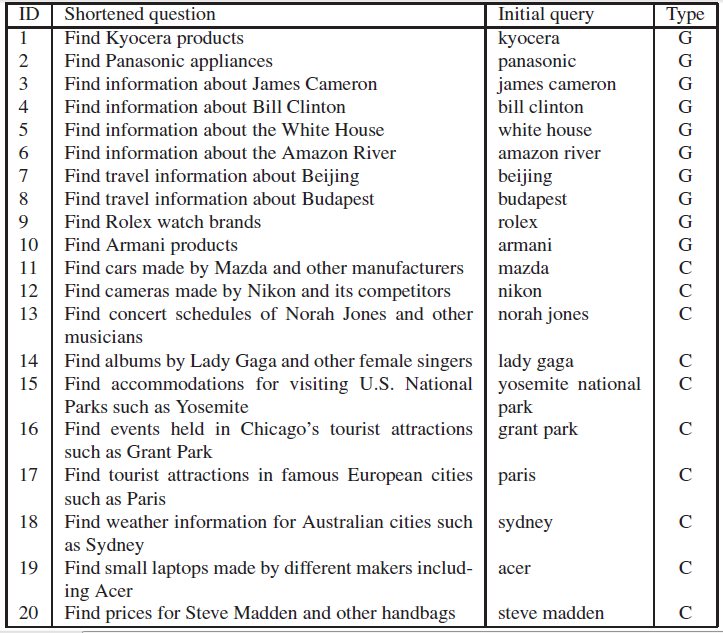 ID Shortened question Initial query Type
1 Find Kyocera products kyocera G
2 Find Panasonic appliances panasonic G
3 Find information about James Cameron james cameron G
4 Find information about Bill Clinton bill clinton G
5 Find information about the White House white house G
6 Find information about the Amazon River amazon river G
7 Find travel information about Beijing beijing G
8 Find travel information about Budapest budapest G
9 Find Rolex watch brands rolex G
10 Find Armani products armani G
11 Find cars made by Mazda and other manufacturers mazda C
12 Find cameras made by Nikon and its competitors nikon C
13 Find concert schedules of Norah Jones and other norah jones C
musicians
14 Find albums by Lady Gaga and other female singers lady gaga C
15 Find accommodations for visiting U.S. National yosemite national C
Parks such as Yosemite park
16 Find events held in Chicago's tourist attractions grant park C
such as Grant Park
17 Find tourist attractions in famous European cities paris C
such as Paris
18 Find weather information for Australian cities such sydney C
as Sydney
19 Find small laptops made by different makers includ- acer C
ing Acer
20 Find prices for Steve Madden and other handbags steve madden C